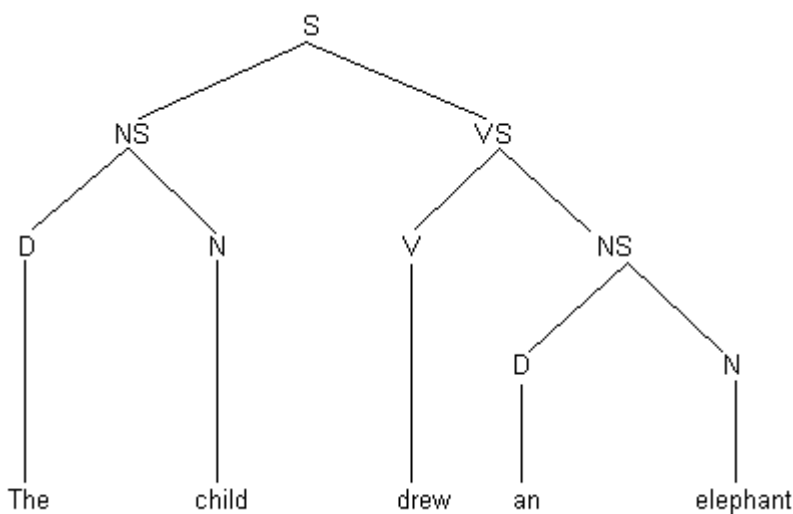 S
NS VS
D N V NS
D N
The child drew an elephant